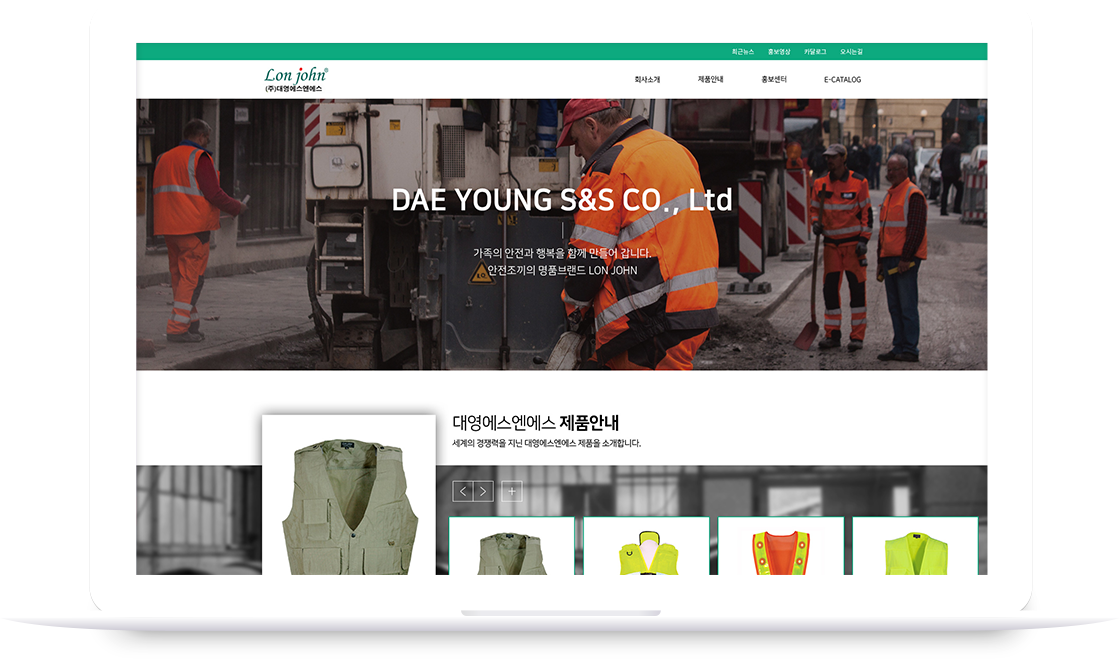 최근뉴스 홍보영상 카달로그 오시는길
Lon john®
(주)대영에스엔에스
회사소개 제품안내 홍보센터 E-CATALOG
DAE YOUNG S&S CO., Ltd
가족의 안전과 행복을 함께 만들어 갑니다.
안전조끼의 명품브랜드 LON JOHN
대영에스엔에스 제품안내
세계의 경쟁력을 지닌 대영에스엔에스 제품을 소개합니다.